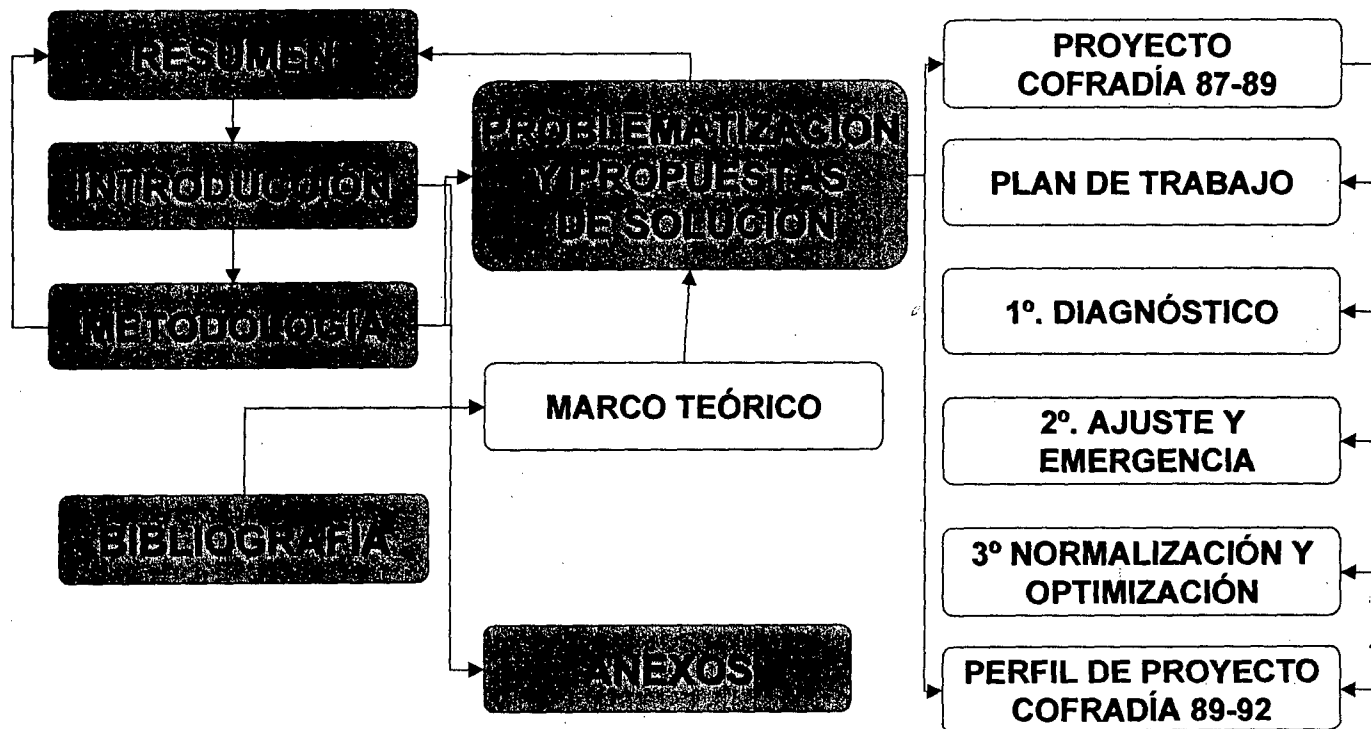 RESUMEN
INTRODUCCIÓN
METODOLOGÍA
BIBLIOGRAFÍA
PROBLEMATIZACIÓN
Y PROPUESTAS
DE SOLUCIÓN
MARCO TEÓRICO
ANEXOS
PROYECTO
COFRADÍA 87-89
PLAN DE TRABAJO
1º. DIAGNÓSTICO
2º. AJUSTE Y
EMERGENCIA
3º NORMALIZACIÓN Y
OPTIMIZACIÓN
PERFIL DE PROYECTO
COFRADÍA 89-92